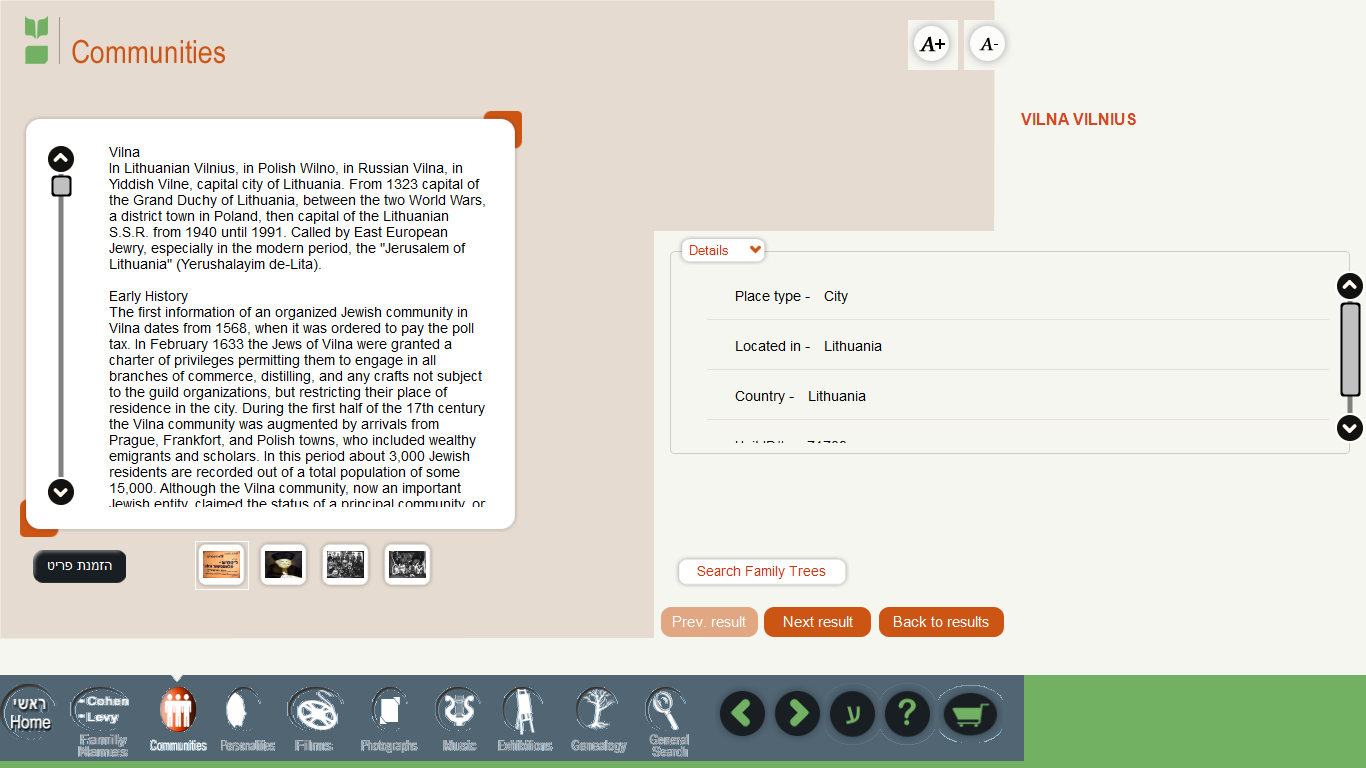 Communities
A+
A-
VILNA VILNIUS
Vilna
In Lithuanian Vilnius, in Polish Wilno, in Russian Vilna, in
Yiddish Vilne, capital city of Lithuania. From 1323 capital of
the Grand Duchy of Lithuania, between the two World Wars,
a district town in Poland, then capital of the Lithuanian
S.S.R. from 1940 until 1991. Called by East European
Jewry, especially in the modern period, the "Jerusalem of
Lithuania" (Yerushalayim de-Lita).
Early History
The first information of an organized Jewish community in
Vilna dates from 1568, when it was ordered to pay the poll
tax. In February 1633 the Jews of Vilna were granted a
charter of privileges permitting them to engage in all
branches of commerce, distilling, and any crafts not subject
to the guild organizations, but restricting their place of
residence in the city. During the first half of the 17th century
the Vilna community was augmented by arrivals from
Prague, Frankfort, and Polish towns, who included wealthy
emigrants and scholars. In this period about 3,000 Jewish
residents are recorded out of a total population of some
15,000. Although the Vilna community, now an important
Jewish entity, claimed the status of a principal community, or
Details
Place type - City
Located in - Lithuania
Country - Lithuania
הזמנת פריט
Search Family Trees
Prev. result
Next result
Back to results
ראשי
Home
-Cohen
-Levy
Family
Names
Communities
Personalities
Films
Photographs
Music
Exhibitions
Genealogy
General
Search
ע
?